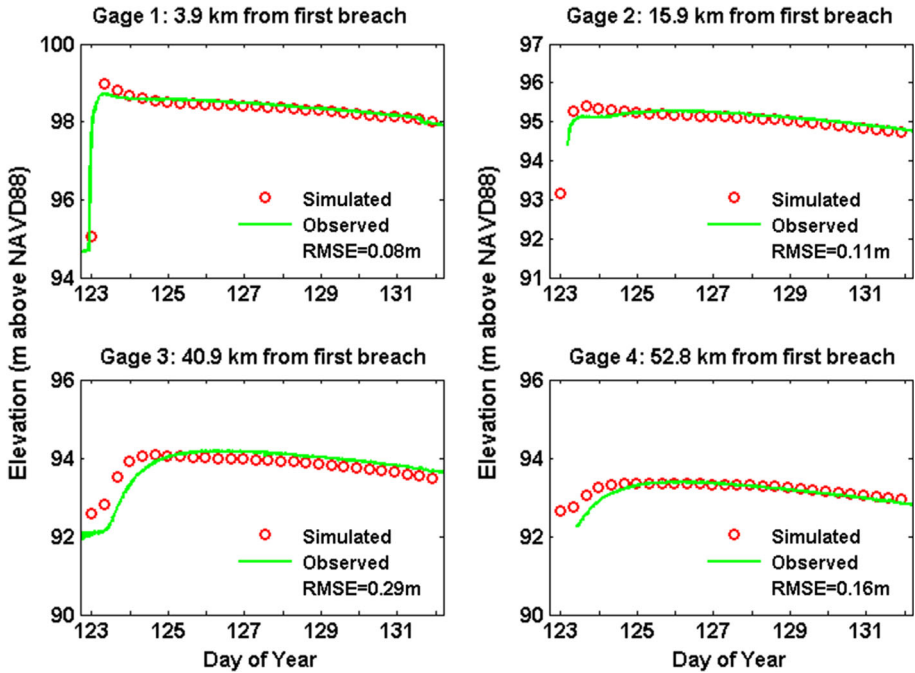 Gage 1: 3.9 km from first breach
100
98
96
94
123 125 127 129 131
Simulated
Observed
RMSE=0.08m
Gage 2: 15.9 km from first breach
97
96
95
94
93
92
91
123 125 127 129 131
Simulated
Observed
RMSE=0.11m
Elevation (m above NAVD88)
Elevation (m above NAVD88)
Gage 3: 40.9 km from first breach
96
94
92
90
123 125 127 129 131
Simulated
Observed
RMSE=0.29m
Day of Year
Gage 4: 52.8 km from first breach
96
94
92
90
123 125 127 129 131
Simulated
Observed
RMSE=0.16m
Day of Year